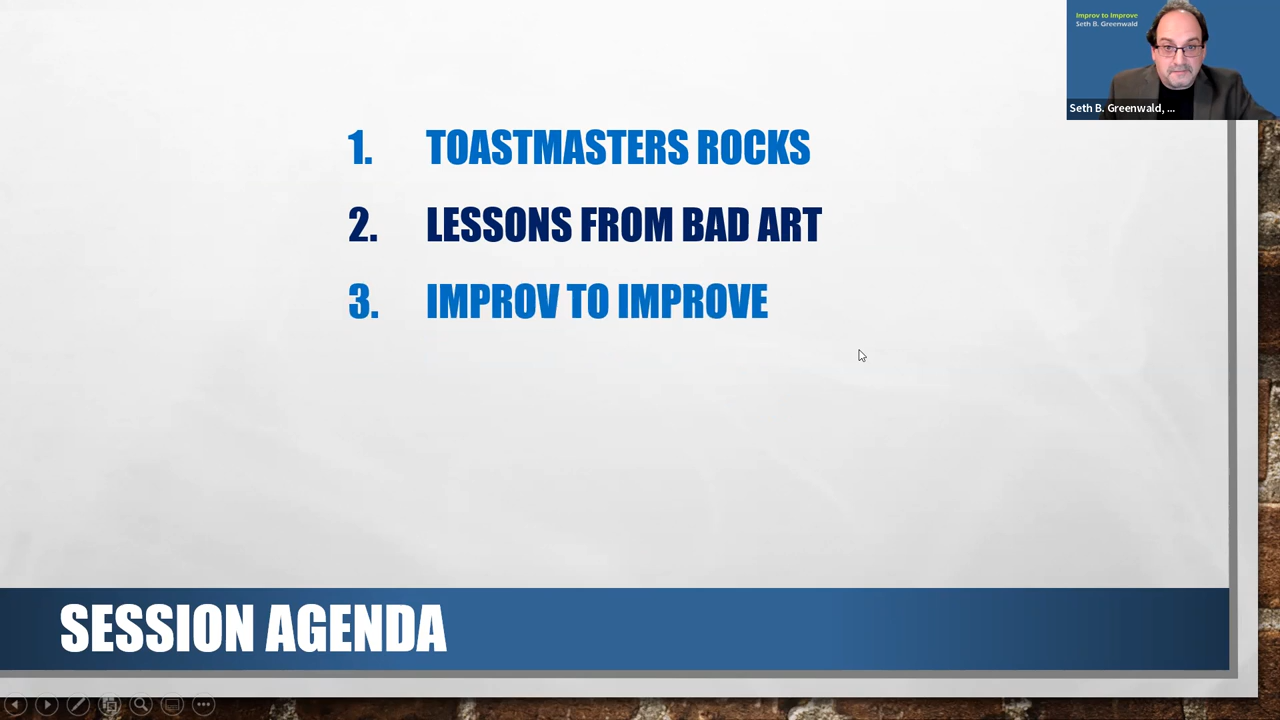 Improv to Improve
Seth B. Greenwald
Seth B. Greenwald, ...
1. TOASTMASTERS ROCKS
2. LESSONS FROM BAD ART
3. IMPROV TO IMPROVE
SESSION AGENDA